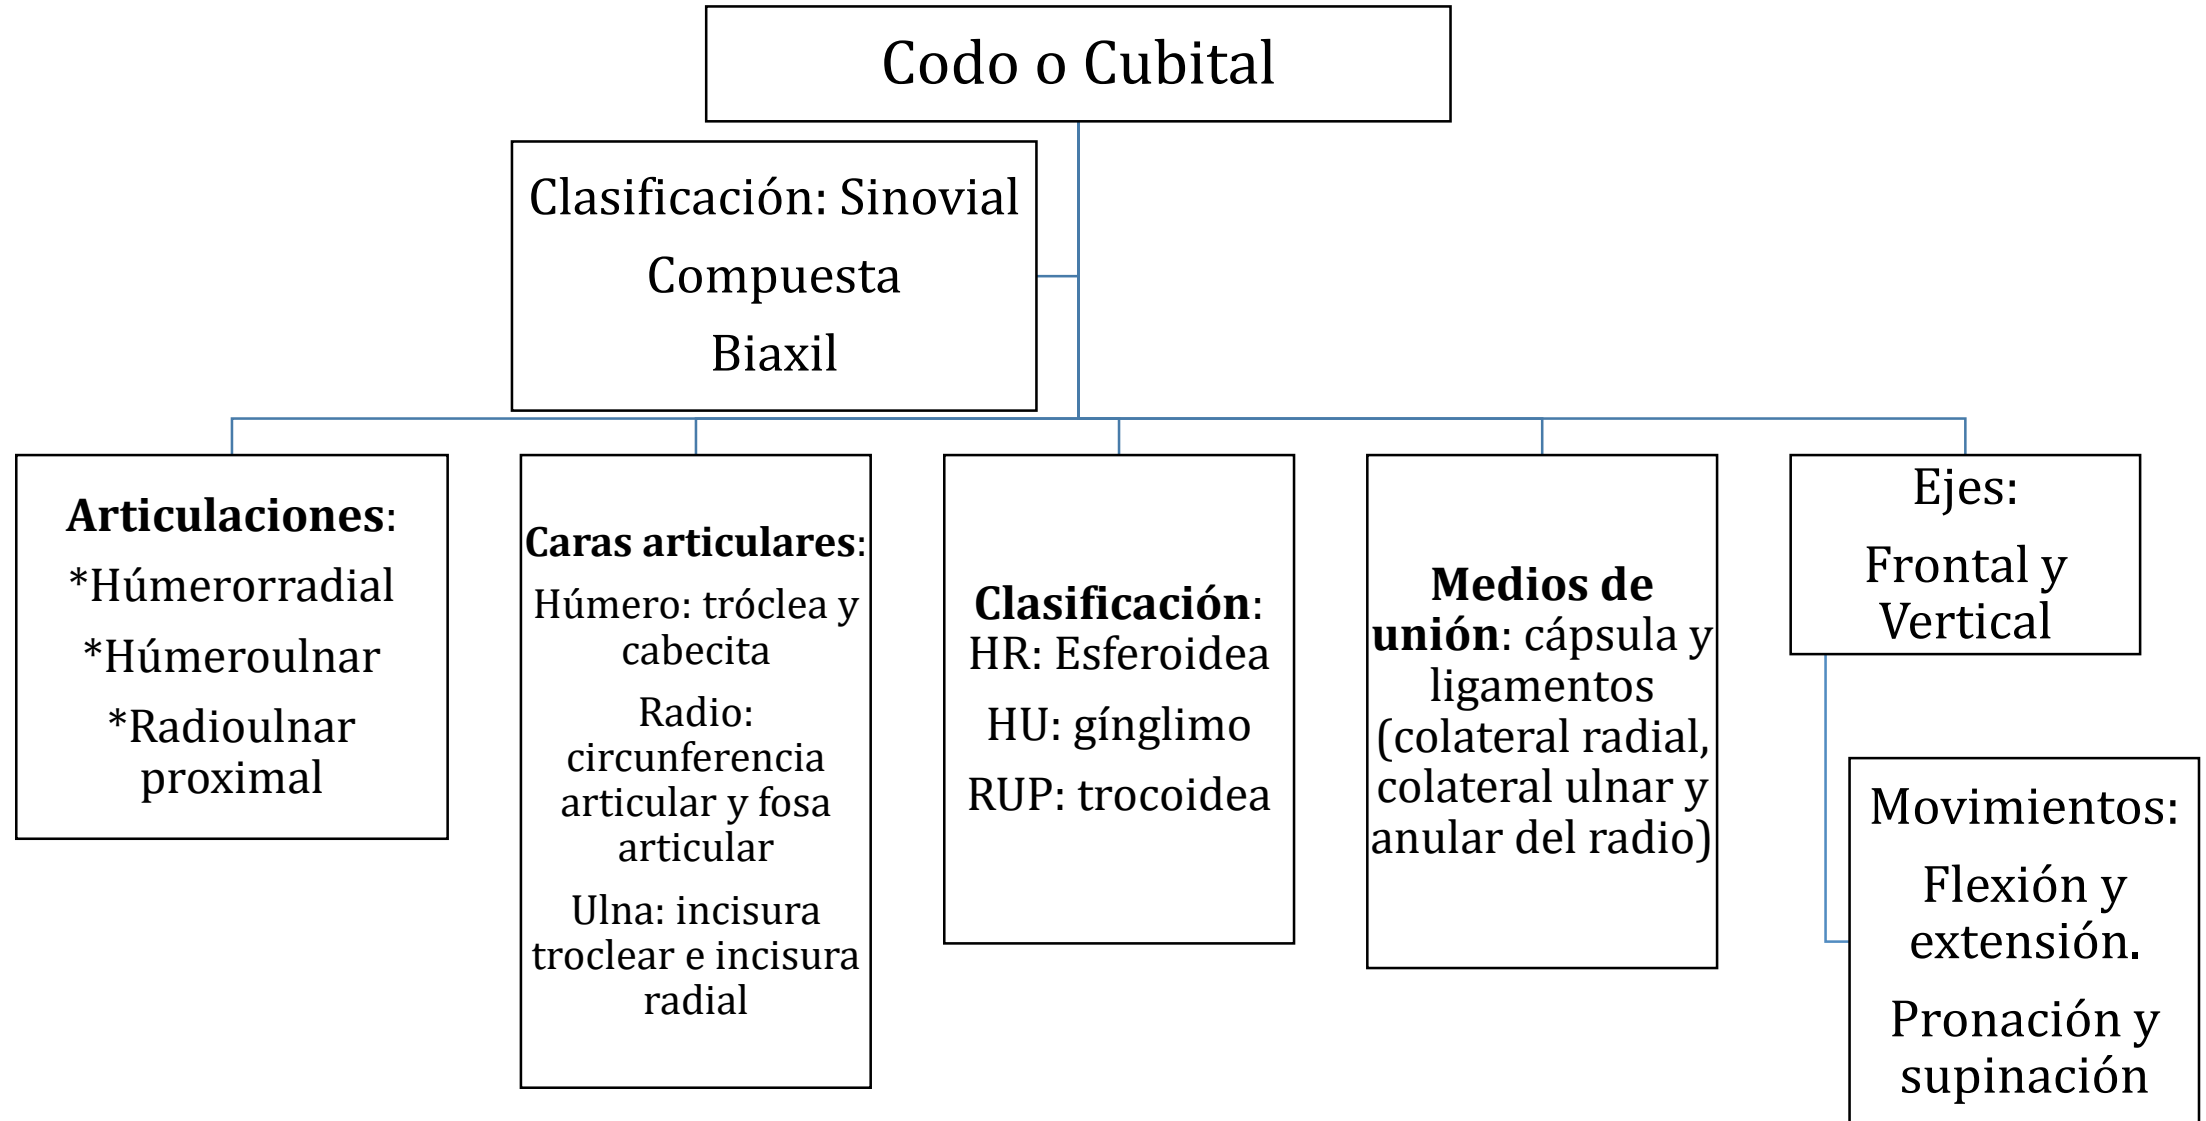 Codo o Cubital
Clasificación: Sinovial
Compuesta
Biaxil
Articulaciones:
*Húmerorradial
*Húmeroulnar
*Radioulnar
proximal
Caras articulares:
Húmero: tróclea y
cabecita
Radio:
circunferencia
articular y fosa
articular
Ulna: incisura
troclear e incisura
radial
Clasificación:
HR: Esferoidea
HU: gínglimo
RUP: trocoidea
Medios de
unión: cápsula y
ligamentos
(colateral radial,
colateral ulnar y
anular del radio)
Ejes:
Frontal y
Vertical
Movimientos:
Flexión y
extensión.
Pronación y
supinación